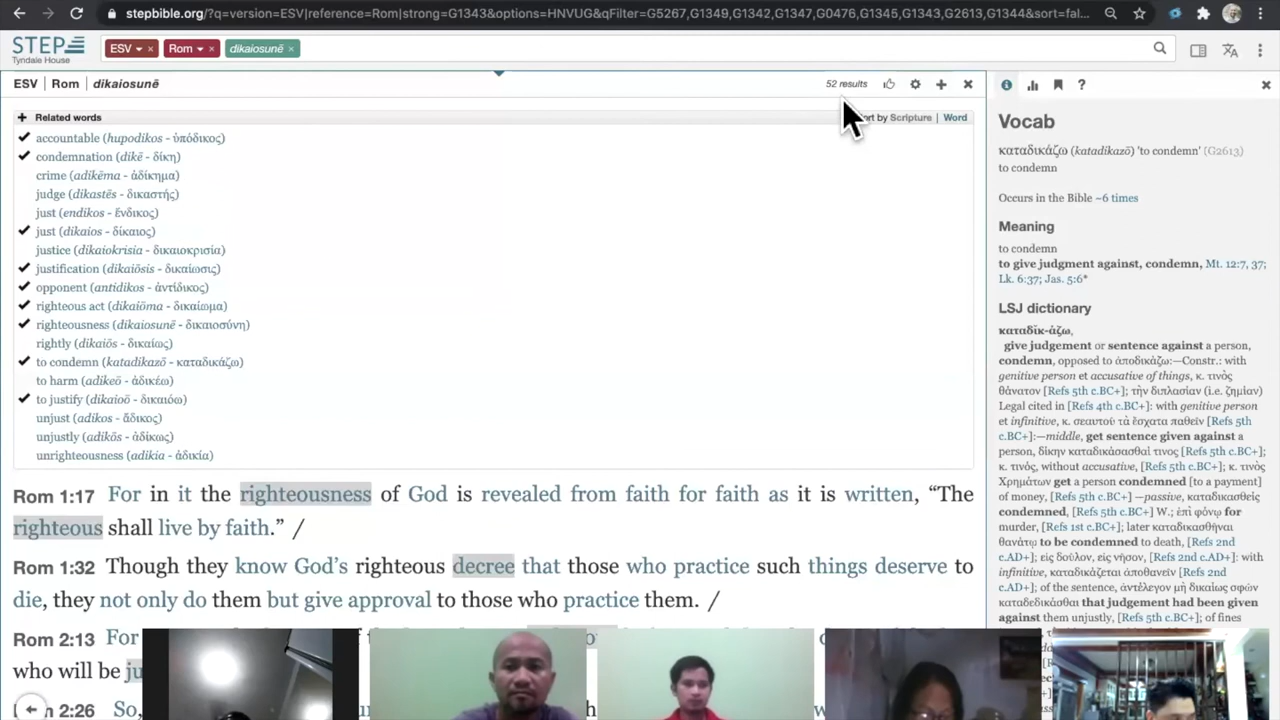 stepbible.org/?q=version=ESV|reference=Rom|strong=G1343&options=HNVUG&qFilter=G5267,G1349,G1342,G1347,G0476,G1345,G1343,G2613,G1344&sort=fal...
STEP
Tyndale House
ESV × Rom × dikaiosunē ×
ESV | Rom | dikaiosunē
52 results
+ Related words
ort by Scripture | Word
accountable (hupodikos - ὑπόδικος)
condemnation (dikē - δίκη)
crime (adikēma - ἀδίκημα)
judge (dikastēs - δικαστής)
just (endikos - ἔνδικος)
just (dikaios - δίκαιος)
justice (dikaiokrisia - δικαιοκρισία)
justification (dikaiōsis - δικαίωσις)
opponent (antidikos - ἀντίδικος)
righteous act (dikaiōma - δικαίωμα)
righteousness (dikaiosunē - δικαιοσύνη)
rightly (dikaiōs - δικαίως)
to condemn (katadikazō - καταδικάζω)
to harm (adikeō - ἀδικέω)
to justify (dikaioō - δικαιόω)
unjust (adikos - ἄδικος)
unjustly (adikōs - ἀδίκως)
unrighteousness (adikia - ἀδικία)
Rom 1:17 For in it the righteousness of God is revealed from faith for faith as it is written, “The
righteous shall live by faith.” /
Rom 1:32 Though they know God’s righteous decree that those who practice such things deserve to
die, they not only do them but give approval to those who practice them. /
Rom 2:13 For
who will be ju
2:26 So,
Vocab
καταδικάζω (katadikazō) 'to condemn' (G2613)
to condemn
Occurs in the Bible ~6 times
Meaning
to condemn
to give judgment against, condemn, Mt. 12:7, 37;
Lk. 6:37; Jas. 5:6*
LSJ dictionary
καταδῐκ-άζω,
give judgement or sentence against a person,
condemn, opposed to ἀποδικάζω:—Constr.: with
genitive person et accusative of things, κ. τινὸς
θάνατον [Refs 5th c.BC+]; τὴν διπλασίαν (i.e. ζημίαν)
Legal cited in [Refs 4th c.BC+]: with genitive person
et infinitive, κ. σεαυτοῦ τὰ ἔσχατα παθεῖν [Refs 5th
c.BC+]:—middle, get sentence given against a
person, δίκην καταδικάσασθαί τινος [Refs 5th c.BC+];
κ. τινός, without accusative, [Refs 5th c.BC+]; κ. τινὸς
Χρημάτων get a person condemned [to a payment]
of money, [Refs 5th c.BC+] —passive, καταδικασθείς
condemned, [Refs 5th c.BC+] W.; ἐπὶ φόνῳ for
murder, [Refs 1st c.BC+]; later καταδικασθῆναι
θανάτῳ to be condemned to death, [Refs 2nd
c.AD+]; εἰς δοῦλον, εἰς νῆσον, [Refs 2nd c.AD+]; with
infinitive, καταδικάζεται ἀποθανεῖν [Refs 2nd
c.AD+]; of the sentence, ἀντέλεγον μὴ δικαίως σφῶν
καταδεδικάσθαι that judgement had been given
against them unjustly, [Refs 5th c.BC+]; of fines